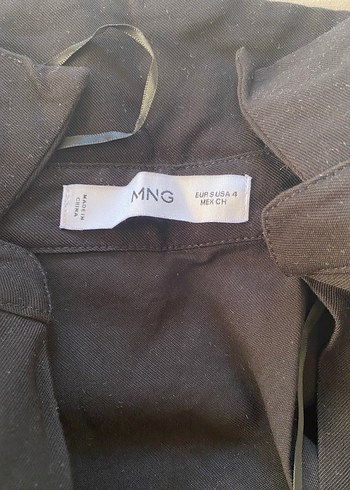 MADE IN
CHINA
MNG
EUR S USA 4
MEX CH